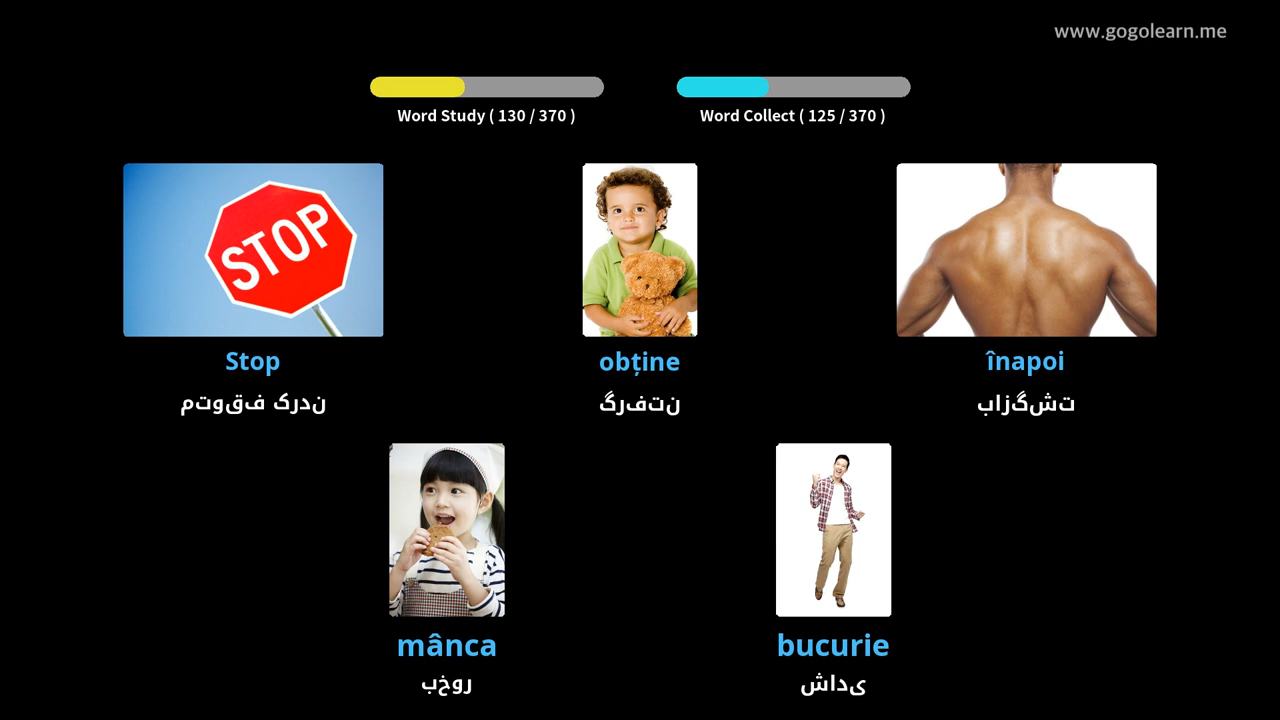 www.gogolearn.me
Word Study ( 130 / 370 )
Word Collect ( 125 / 370 )
STOP
Stop
obține
înapoi
متوقف کردن
گرفتن
بازگشت
mânca
bucurie
بخور
شادی